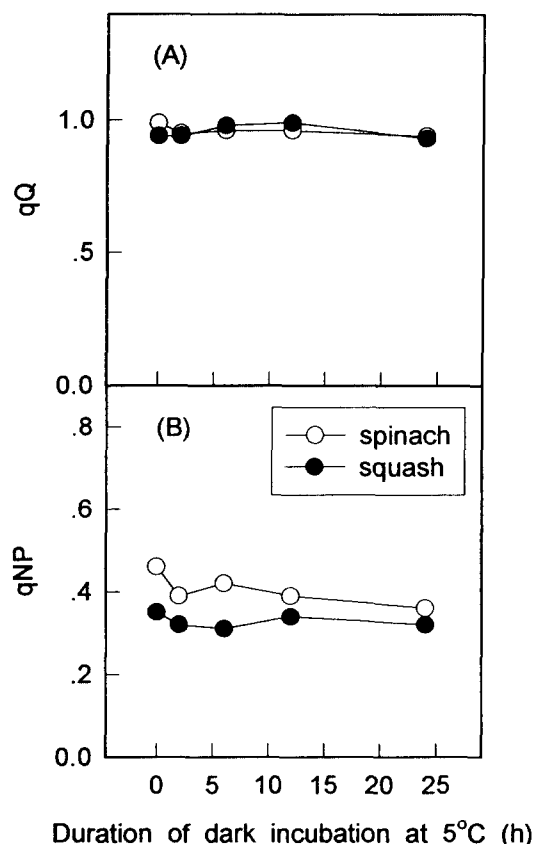 (A)
1.0
.5
0.0
qQ
(B)
spinach
squash
.8
.6
.4
.2
0.0
qNP
0 5 10 15 20 25
Duration of dark incubation at 5°C (h)